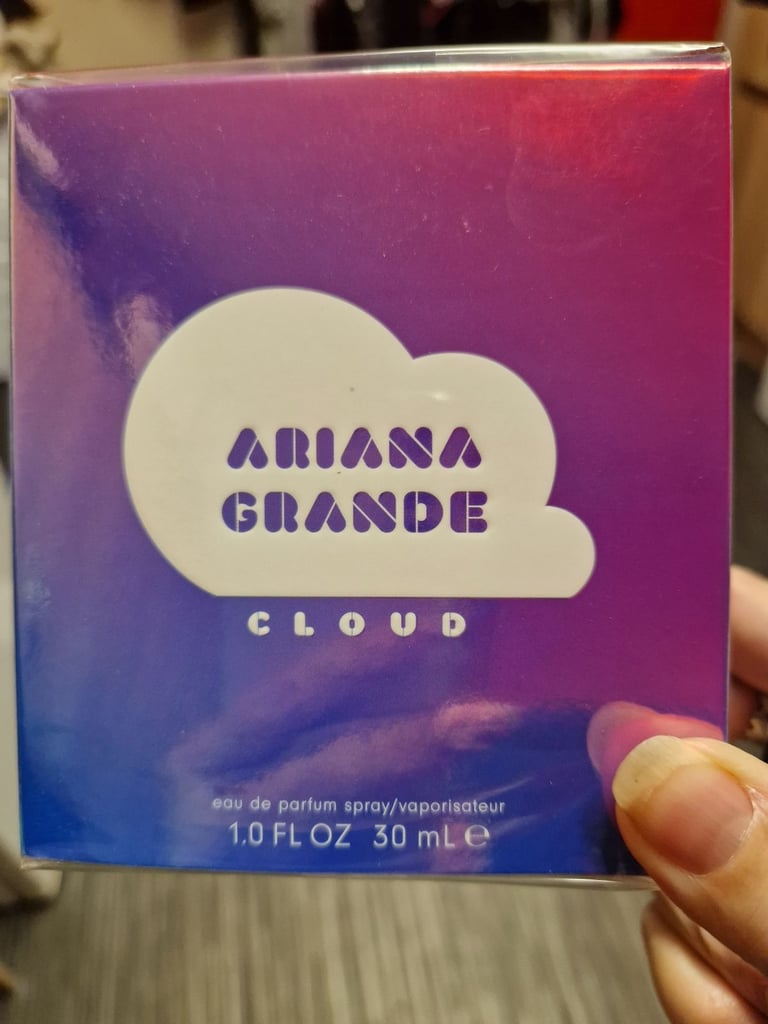 ARIANA
GRANDE
CLOUD
eau de parfum spray/vaporisateur
1.0 FL OZ 30 mL ℮